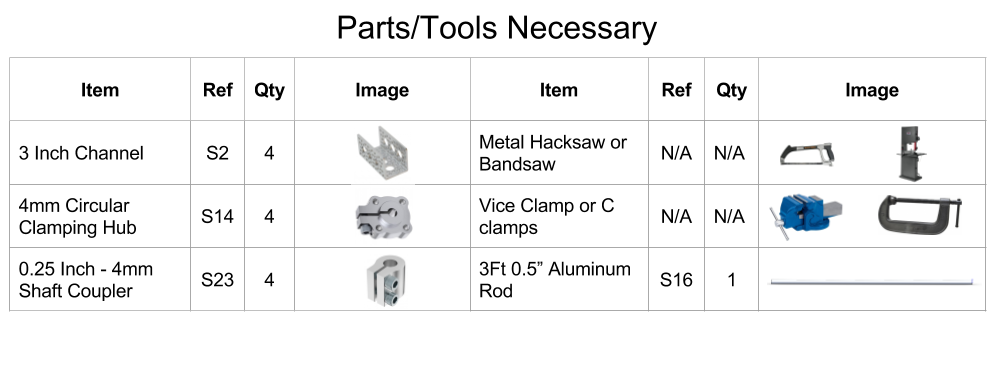 Parts/Tools Necessary
Item Ref Qty Image Item Ref Qty Image
3 Inch Channel S2 4 Metal Hacksaw or Bandsaw N/A N/A
4mm Circular Clamping Hub S14 4 Vice Clamp or C clamps N/A N/A
0.25 Inch - 4mm Shaft Coupler S23 4 3Ft 0.5” Aluminum Rod S16 1